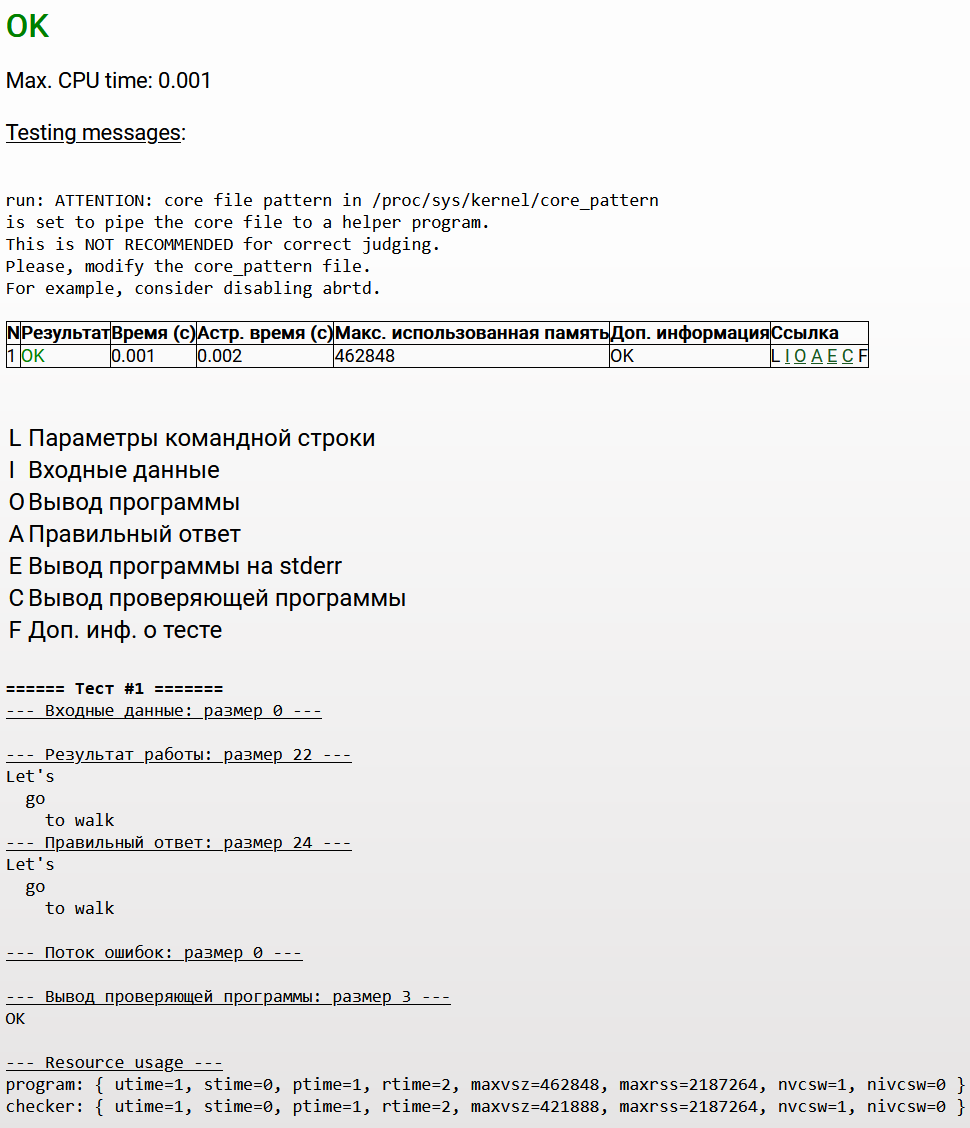 OK
Max. CPU time: 0.001
Testing messages:
run: ATTENTION: core file pattern in /proc/sys/kernel/core_pattern
is set to pipe the core file to a helper program.
This is NOT RECOMMENDED for correct judging.
Please, modify the core_pattern file.
For example, consider disabling abrtd.
N Результат Время (с) Астр. время (с) Макс. использованная память Доп. информация Ссылка
1 OK 0.001 0.002 462848 OK L I O A E C F
L Параметры командной строки
I Входные данные
O Вывод программы
A Правильный ответ
E Вывод программы на stderr
C Вывод проверяющей программы
F Доп. инф. о тесте
====== Тест #1 =======
--- Входные данные: размер 0 ---
--- Результат работы: размер 22 ---
Let's
  go
    to walk
--- Правильный ответ: размер 24 ---
Let's
  go
    to walk
--- Поток ошибок: размер 0 ---
--- Вывод проверяющей программы: размер 3 ---
OK
--- Resource usage ---
program: { utime=1, stime=0, ptime=1, rtime=2, maxvsz=462848, maxrss=2187264, nvcsw=1, nivcsw=0 }
checker: { utime=1, stime=0, ptime=1, rtime=2, maxvsz=421888, maxrss=2187264, nvcsw=1, nivcsw=0 }